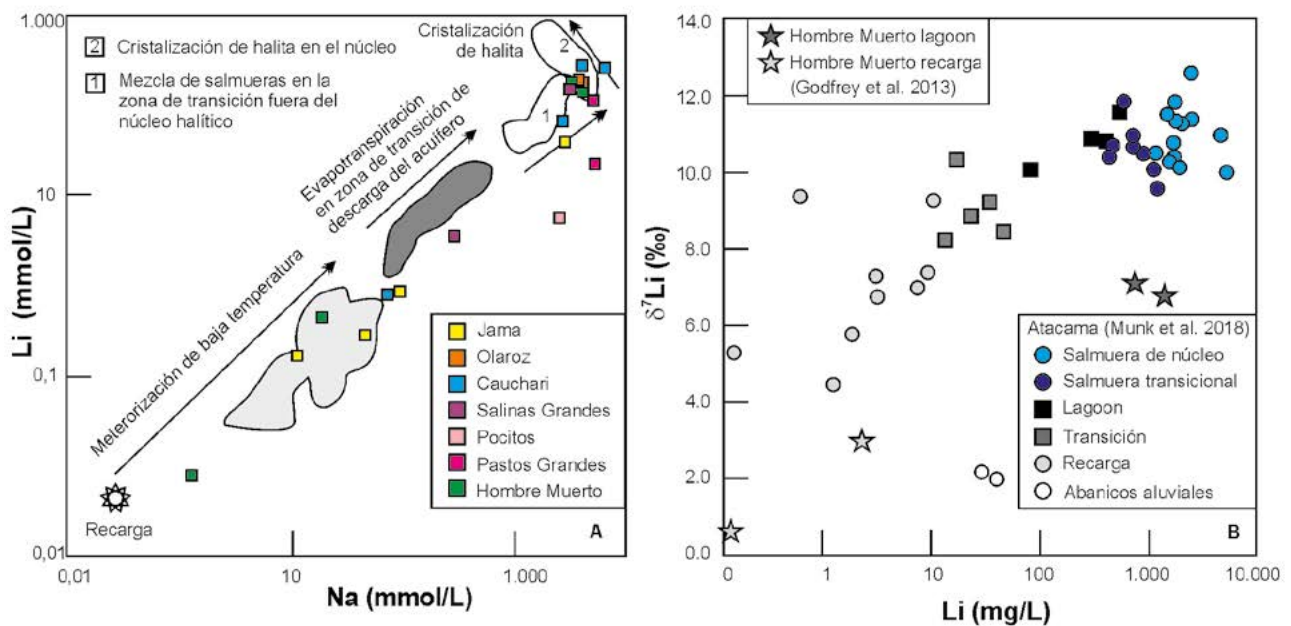 1.000
10
0,1
0,01
Li (mmol/L)
0,01
10
1.000
Na (mmol/L)
2 Cristalización de halita en el núcleo
1 Mezcla de salmueras en la
zona de transición fuera del
núcleo halítico
Cristalización
de halita
2
1
Evapotranspiración
en zona de transición de
descarga del acuífero
Meterorización de baja temperatura
Recarga
Jama
Olaroz
Cauchari
Salinas Grandes
Pocitos
Pastos Grandes
Hombre Muerto
A
14.0
12.0
10.0
8.0
6.0
4.0
2.0
0.0
δ⁷Li (‰)
0
1
10
100
1.000
10.000
Li (mg/L)
Hombre Muerto lagoon
Hombre Muerto recarga
(Godfrey et al. 2013)
Atacama (Munk et al. 2018)
Salmuera de núcleo
Salmuera transicional
Lagoon
Transición
Recarga
Abanicos aluviales
B